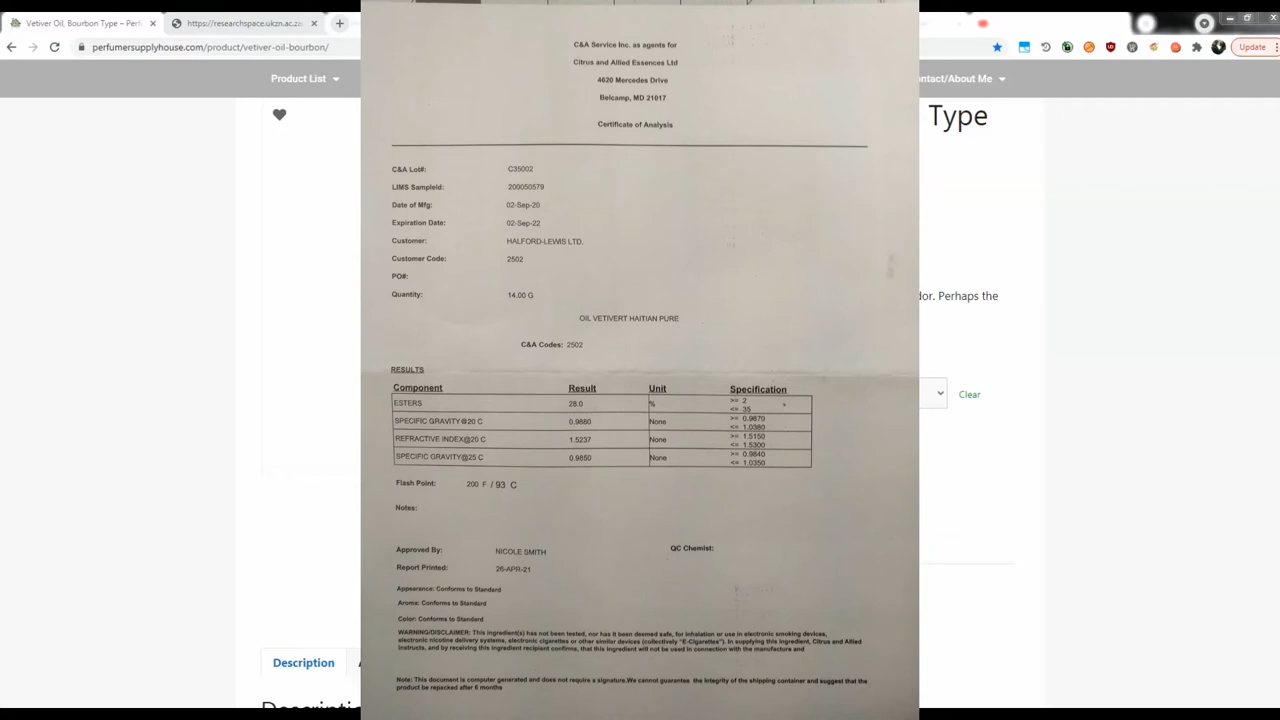 Vetiver Oil, Bourbon Type – Perf
https://researchspace.ukzn.ac.za
perfumersupplyhouse.com/product/vetiver-oil-bourbon/
Update
Product List
ntact/About Me
Type
dor. Perhaps the
Clear
Description
C&A Service Inc. as agents for
Citrus and Allied Essences Ltd
4620 Mercedes Drive
Belcamp, MD 21017
Certificate of Analysis
C&A Lot#: C35002
LIMS SampleId: 200050579
Date of Mfg: 02-Sep-20
Expiration Date: 02-Sep-22
Customer: HALFORD-LEWIS LTD.
Customer Code: 2502
PO#:
Quantity: 14.00 G
OIL VETIVERT HAITIAN PURE
C&A Codes: 2502
RESULTS
Component Result Unit Specification
ESTERS 28.0 % >= 2
<= 35
SPECIFIC GRAVITY@20 C 0.9880 None >= 0.9870
<= 1.0380
REFRACTIVE INDEX@20 C 1.5237 None >= 1.5150
<= 1.5300
SPECIFIC GRAVITY@25 C 0.9850 None >= 0.9840
<= 1.0350
Flash Point: 200 F / 93 C
Notes:
Approved By: NICOLE SMITH QC Chemist:
Report Printed: 26-APR-21
Appearance: Conforms to Standard
Aroma: Conforms to Standard
Color: Conforms to Standard
WARNING/DISCLAIMER: This ingredient(s) has not been tested, nor has it been deemed safe, for inhalation or use in electronic smoking devices,
electronic nicotine delivery systems, electronic cigarettes or other similar devices (collectively "E-Cigarettes"). In supplying this ingredient, Citrus and Allied
instructs, and by receiving this ingredient recipient confirms, that this ingredient will not be used in connection with the manufacture and
Note: This document is computer generated and does not require a signature.We cannot guarantee the integrity of the shipping container and suggest that the
product be repacked after 6 months